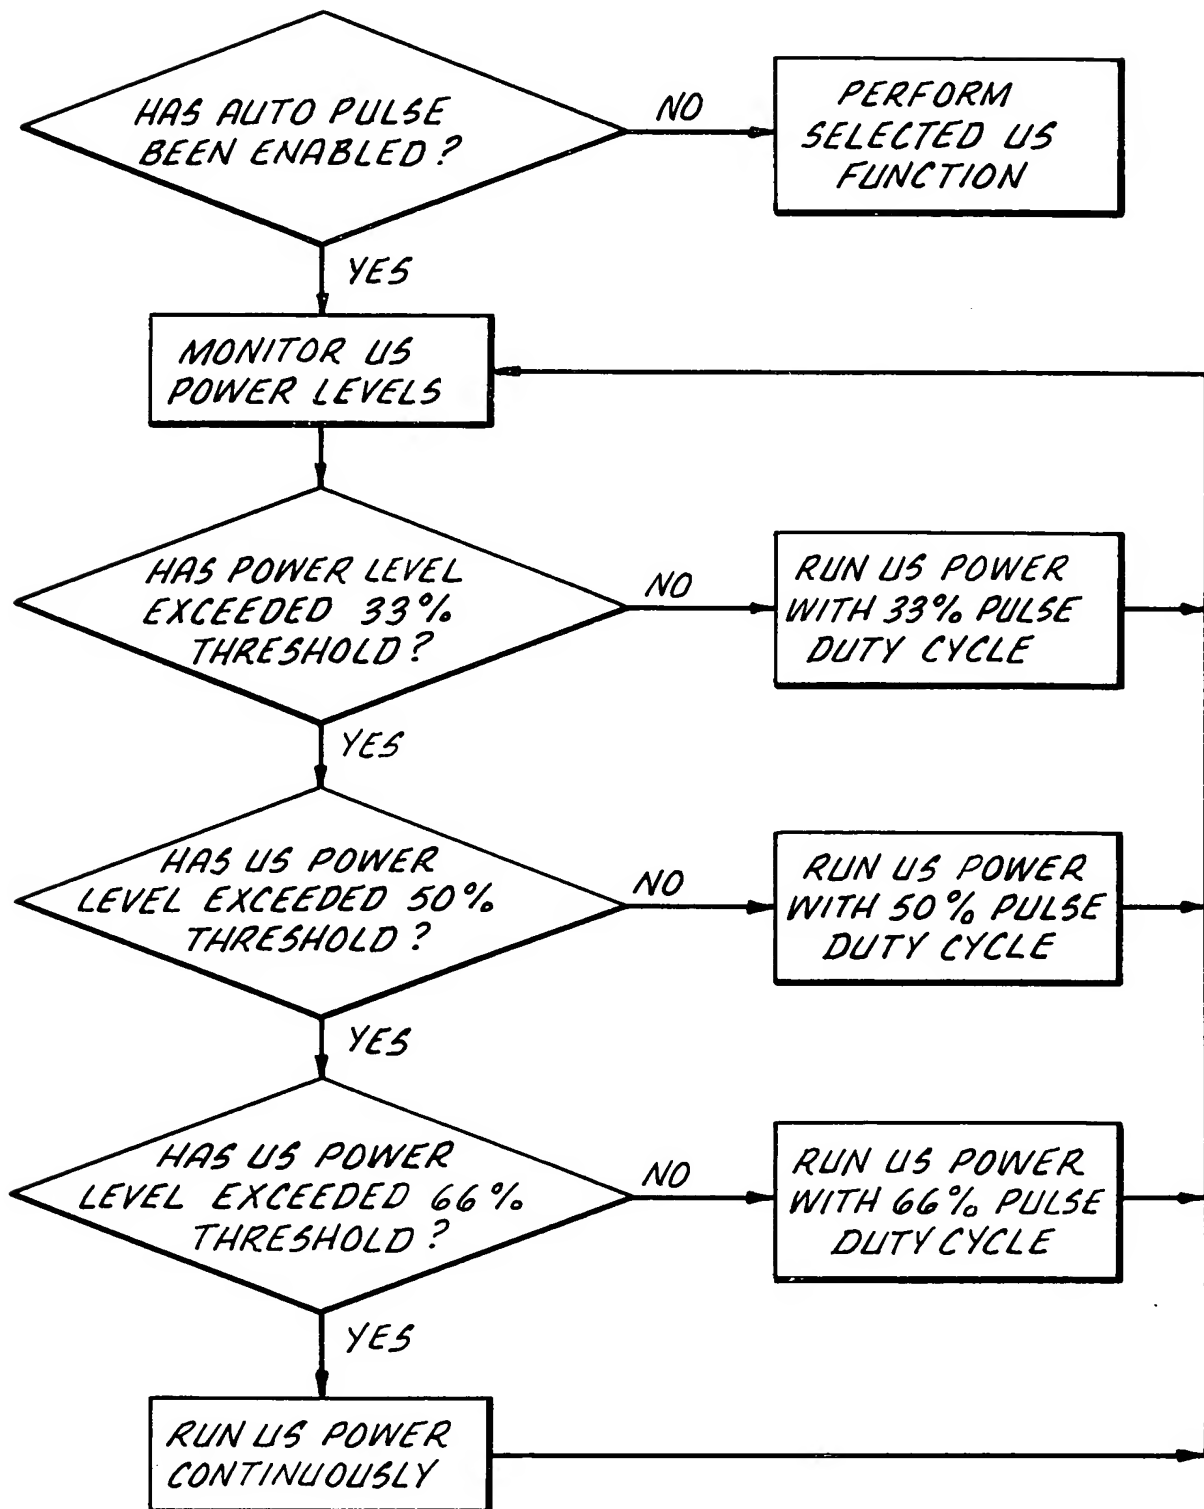 HAS AUTO PULSE
BEEN ENABLED?
NO
PERFORM
SELECTED US
FUNCTION
YES
MONITOR US
POWER LEVELS
HAS POWER LEVEL
EXCEEDED 33%
THRESHOLD?
NO
RUN US POWER
WITH 33% PULSE
DUTY CYCLE
YES
HAS US POWER
LEVEL EXCEEDED 50%
THRESHOLD?
NO
RUN US POWER
WITH 50% PULSE
DUTY CYCLE
YES
HAS US POWER
LEVEL EXCEEDED 66%
THRESHOLD?
NO
RUN US POWER
WITH 66% PULSE
DUTY CYCLE
YES
RUN US POWER
CONTINUOUSLY